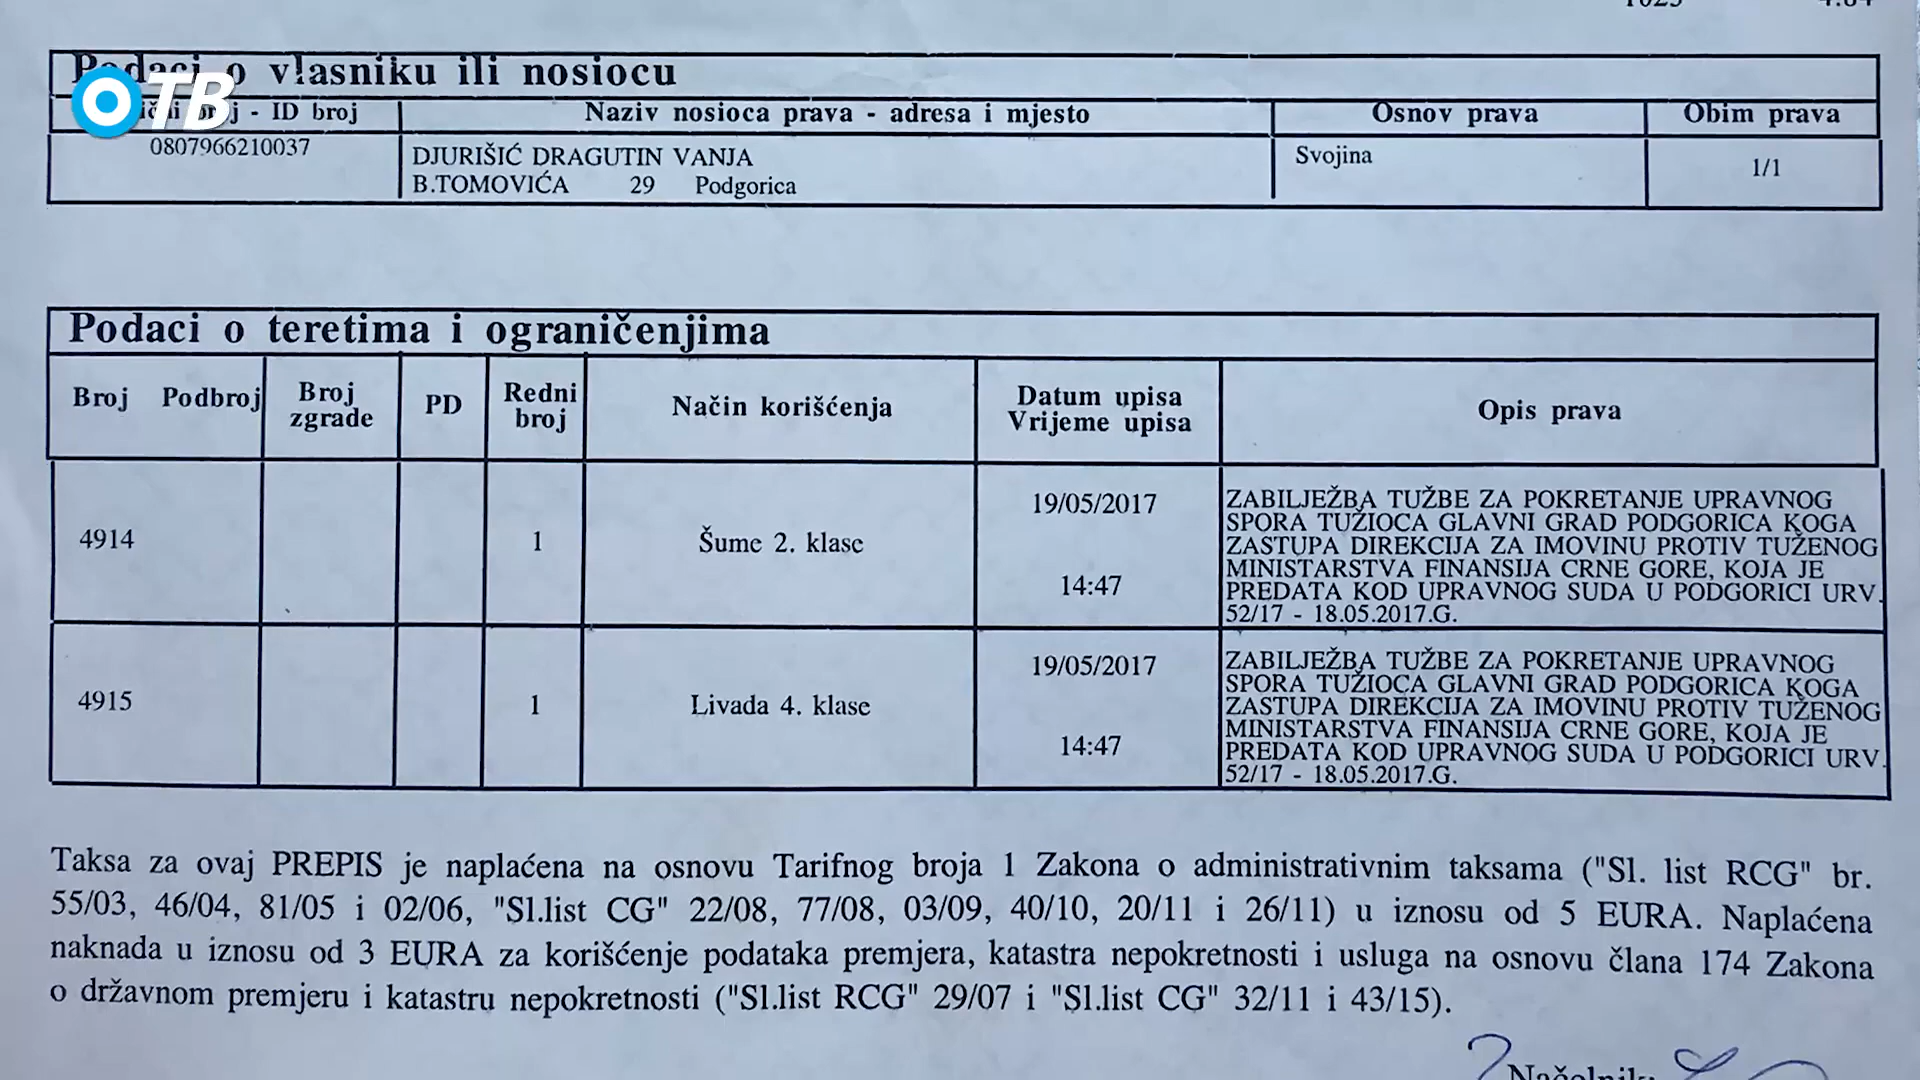 1025 4.84
Podaci o vlasniku ili nosiocu
TB
broj - ID broj Naziv nosioca prava - adresa i mjesto Osnov prava Obim prava
0807966210037 DJURIŠIĆ DRAGUTIN VANJA Svojina 1/1
B.TOMOVIĆA 29 Podgorica
Podaci o teretima i ograničenjima
Broj Podbroj Broj zgrade PD Redni broj Način korišćenja Datum upisa Vrijeme upisa Opis prava
4914 1 Šume 2. klase 19/05/2017 14:47
ZABILJEŽBA TUŽBE ZA POKRETANJE UPRAVNOG
SPORA TUŽIOCA GLAVNI GRAD PODGORICA KOGA
ZASTUPA DIREKCIJA ZA IMOVINU PROTIV TUŽENOG
MINISTARSTVA FINANSIJA CRNE GORE, KOJA JE
PREDATA KOD UPRAVNOG SUDA U PODGORICI URV.
52/17 - 18.05.2017.G.
4915 1 Livada 4. klase 19/05/2017 14:47
ZABILJEŽBA TUŽBE ZA POKRETANJE UPRAVNOG
SPORA TUŽIOCA GLAVNI GRAD PODGORICA KOGA
ZASTUPA DIREKCIJA ZA IMOVINU PROTIV TUŽENOG
MINISTARSTVA FINANSIJA CRNE GORE, KOJA JE
PREDATA KOD UPRAVNOG SUDA U PODGORICI URV.
52/17 - 18.05.2017.G.
Taksa za ovaj PREPIS je naplaćena na osnovu Tarifnog broja 1 Zakona o administrativnim taksama ("Sl. list RCG" br.
55/03, 46/04, 81/05 i 02/06, "Sl.list CG" 22/08, 77/08, 03/09, 40/10, 20/11 i 26/11) u iznosu od 5 EURA. Naplaćena
naknada u iznosu od 3 EURA za korišćenje podataka premjera, katastra nepokretnosti i usluga na osnovu člana 174 Zakona
o državnom premjeru i katastru nepokretnosti ("Sl.list RCG" 29/07 i "Sl.list CG" 32/11 i 43/15).
Načelnik: